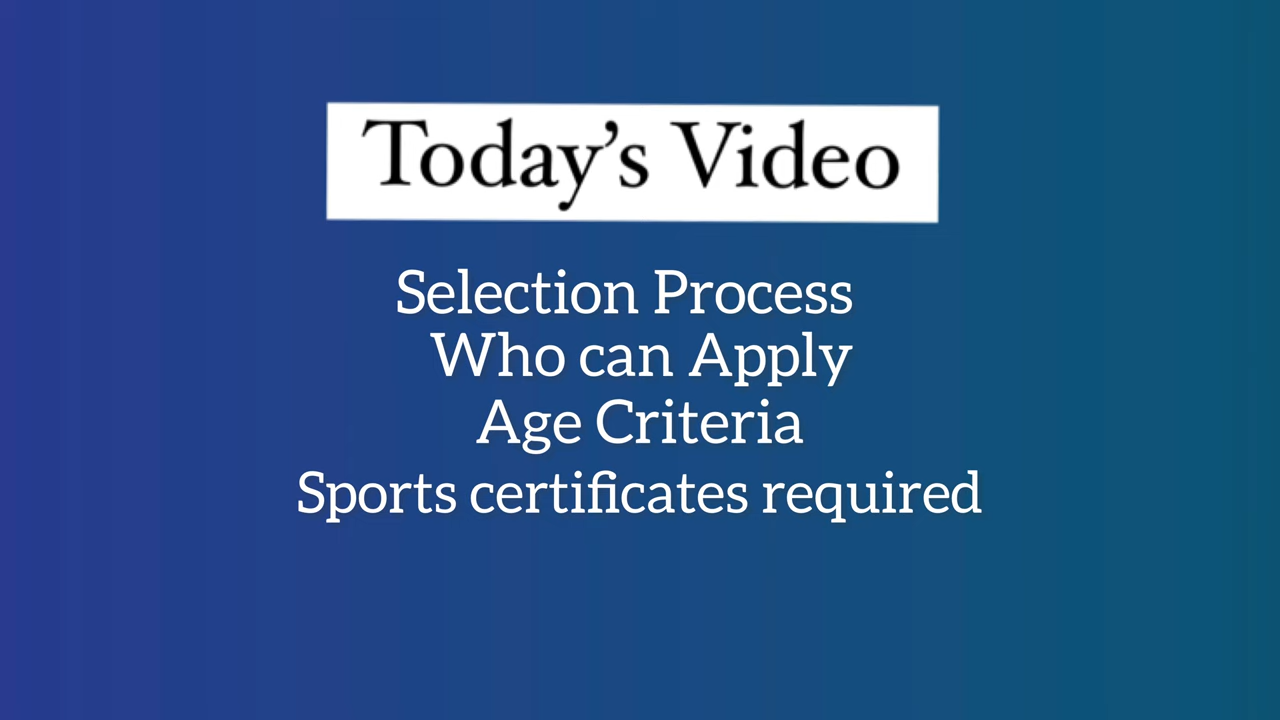 Today’s Video
Selection Process
Who can Apply
Age Criteria
Sports certificates required